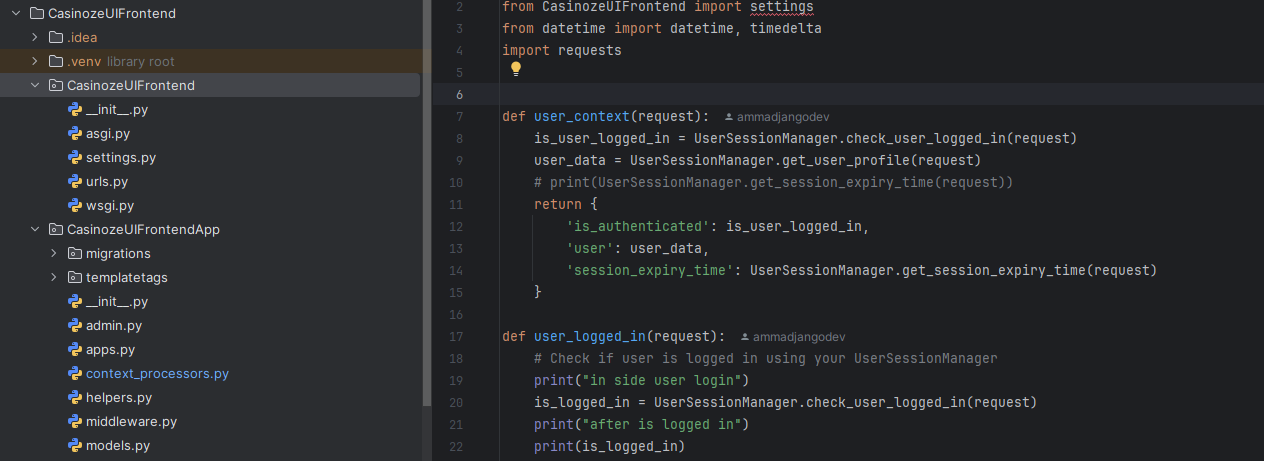 CasinozeUIFrontend
.idea
.venv library root
CasinozeUIFrontend
__init__.py
asgi.py
settings.py
urls.py
wsgi.py
CasinozeUIFrontendApp
migrations
templatetags
__init__.py
admin.py
apps.py
context_processors.py
helpers.py
middleware.py
models.py
2 from CasinozeUIFrontend import settings
3 from datetime import datetime, timedelta
4 import requests
5
6
7 def user_context(request): ammadjangodev
8 is_user_logged_in = UserSessionManager.check_user_logged_in(request)
9 user_data = UserSessionManager.get_user_profile(request)
10 # print(UserSessionManager.get_session_expiry_time(request))
11 return {
12 'is_authenticated': is_user_logged_in,
13 'user': user_data,
14 'session_expiry_time': UserSessionManager.get_session_expiry_time(request)
15 }
16
17 def user_logged_in(request): ammadjangodev
18 # Check if user is logged in using your UserSessionManager
19 print("in side user login")
20 is_logged_in = UserSessionManager.check_user_logged_in(request)
21 print("after is logged in")
22 print(is_logged_in)